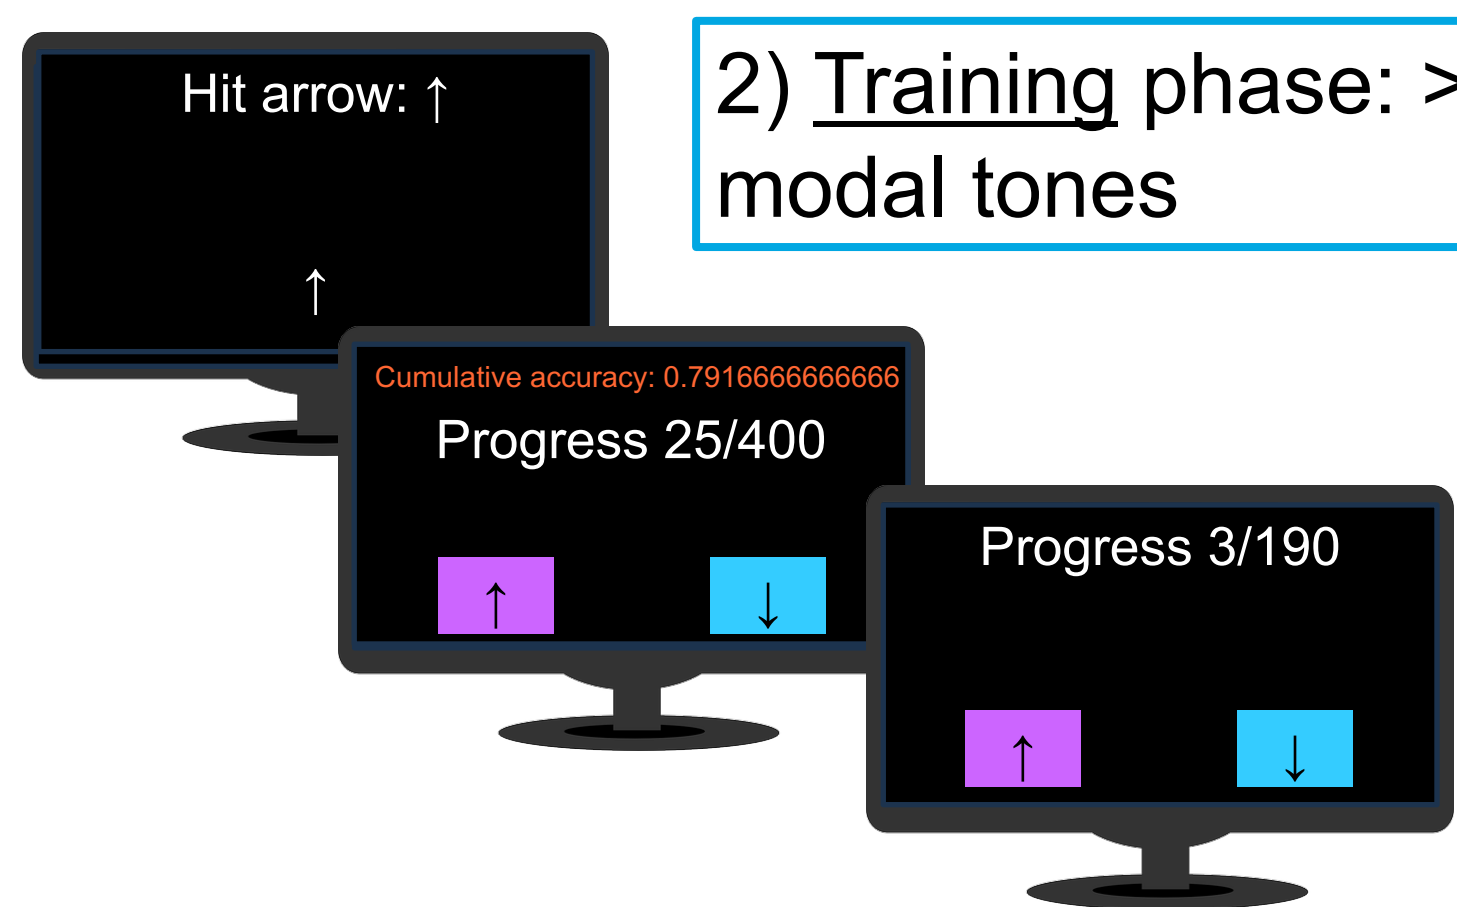 Hit arrow: ↑
↑
2) Training phase: >
modal tones
Cumulative accuracy: 0.7916666666666
Progress 25/400
↑ ↓
Progress 3/190
↑ ↓